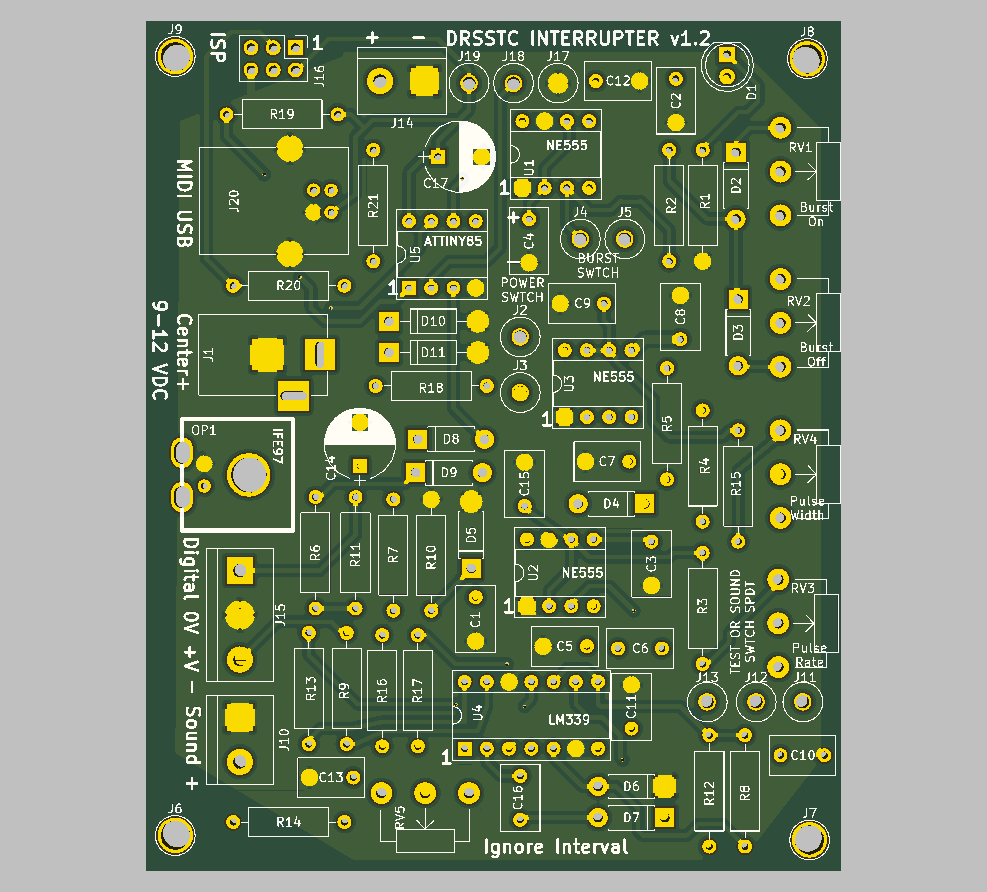 J9
ISP
1
J16
+ -
DRSSTC INTERRUPTER v1.2
J19
J18
J17
C12
C2
D1
J8
R19
J14
C17
+
U1
NE555
1
RV1
MIDI USB
J20
R21
R2
R1
D2
Burst
On
ATTINY85
U5
1
+
C4
-
J4
J5
BURST
SWTCH
R20
POWER
SWTCH
J2
C9
C8
RV2
9-12 VDC
Center+
J1
D10
D11
R18
J3
U3
NE555
1
D3
Burst
Off
OP1
IFE97
C14
+
D8
D9
C15
C7
R5
R4
R15
RV4
D4
Pulse
Width
R6
R11
R7
R10
D5
U2
NE555
1
C3
R3
TEST OR SOUND
SWTCH SPDT
RV3
Digital 0V +V
J15
C1
C5
C6
Pulse
Rate
R13
R9
R16
R17
U4
LM339
1
C11
J13
J12
J11
- Sound +
J10
C13
C16
D6
D7
R12
R8
C10
J6
R14
RV5
Ignore Interval
J7